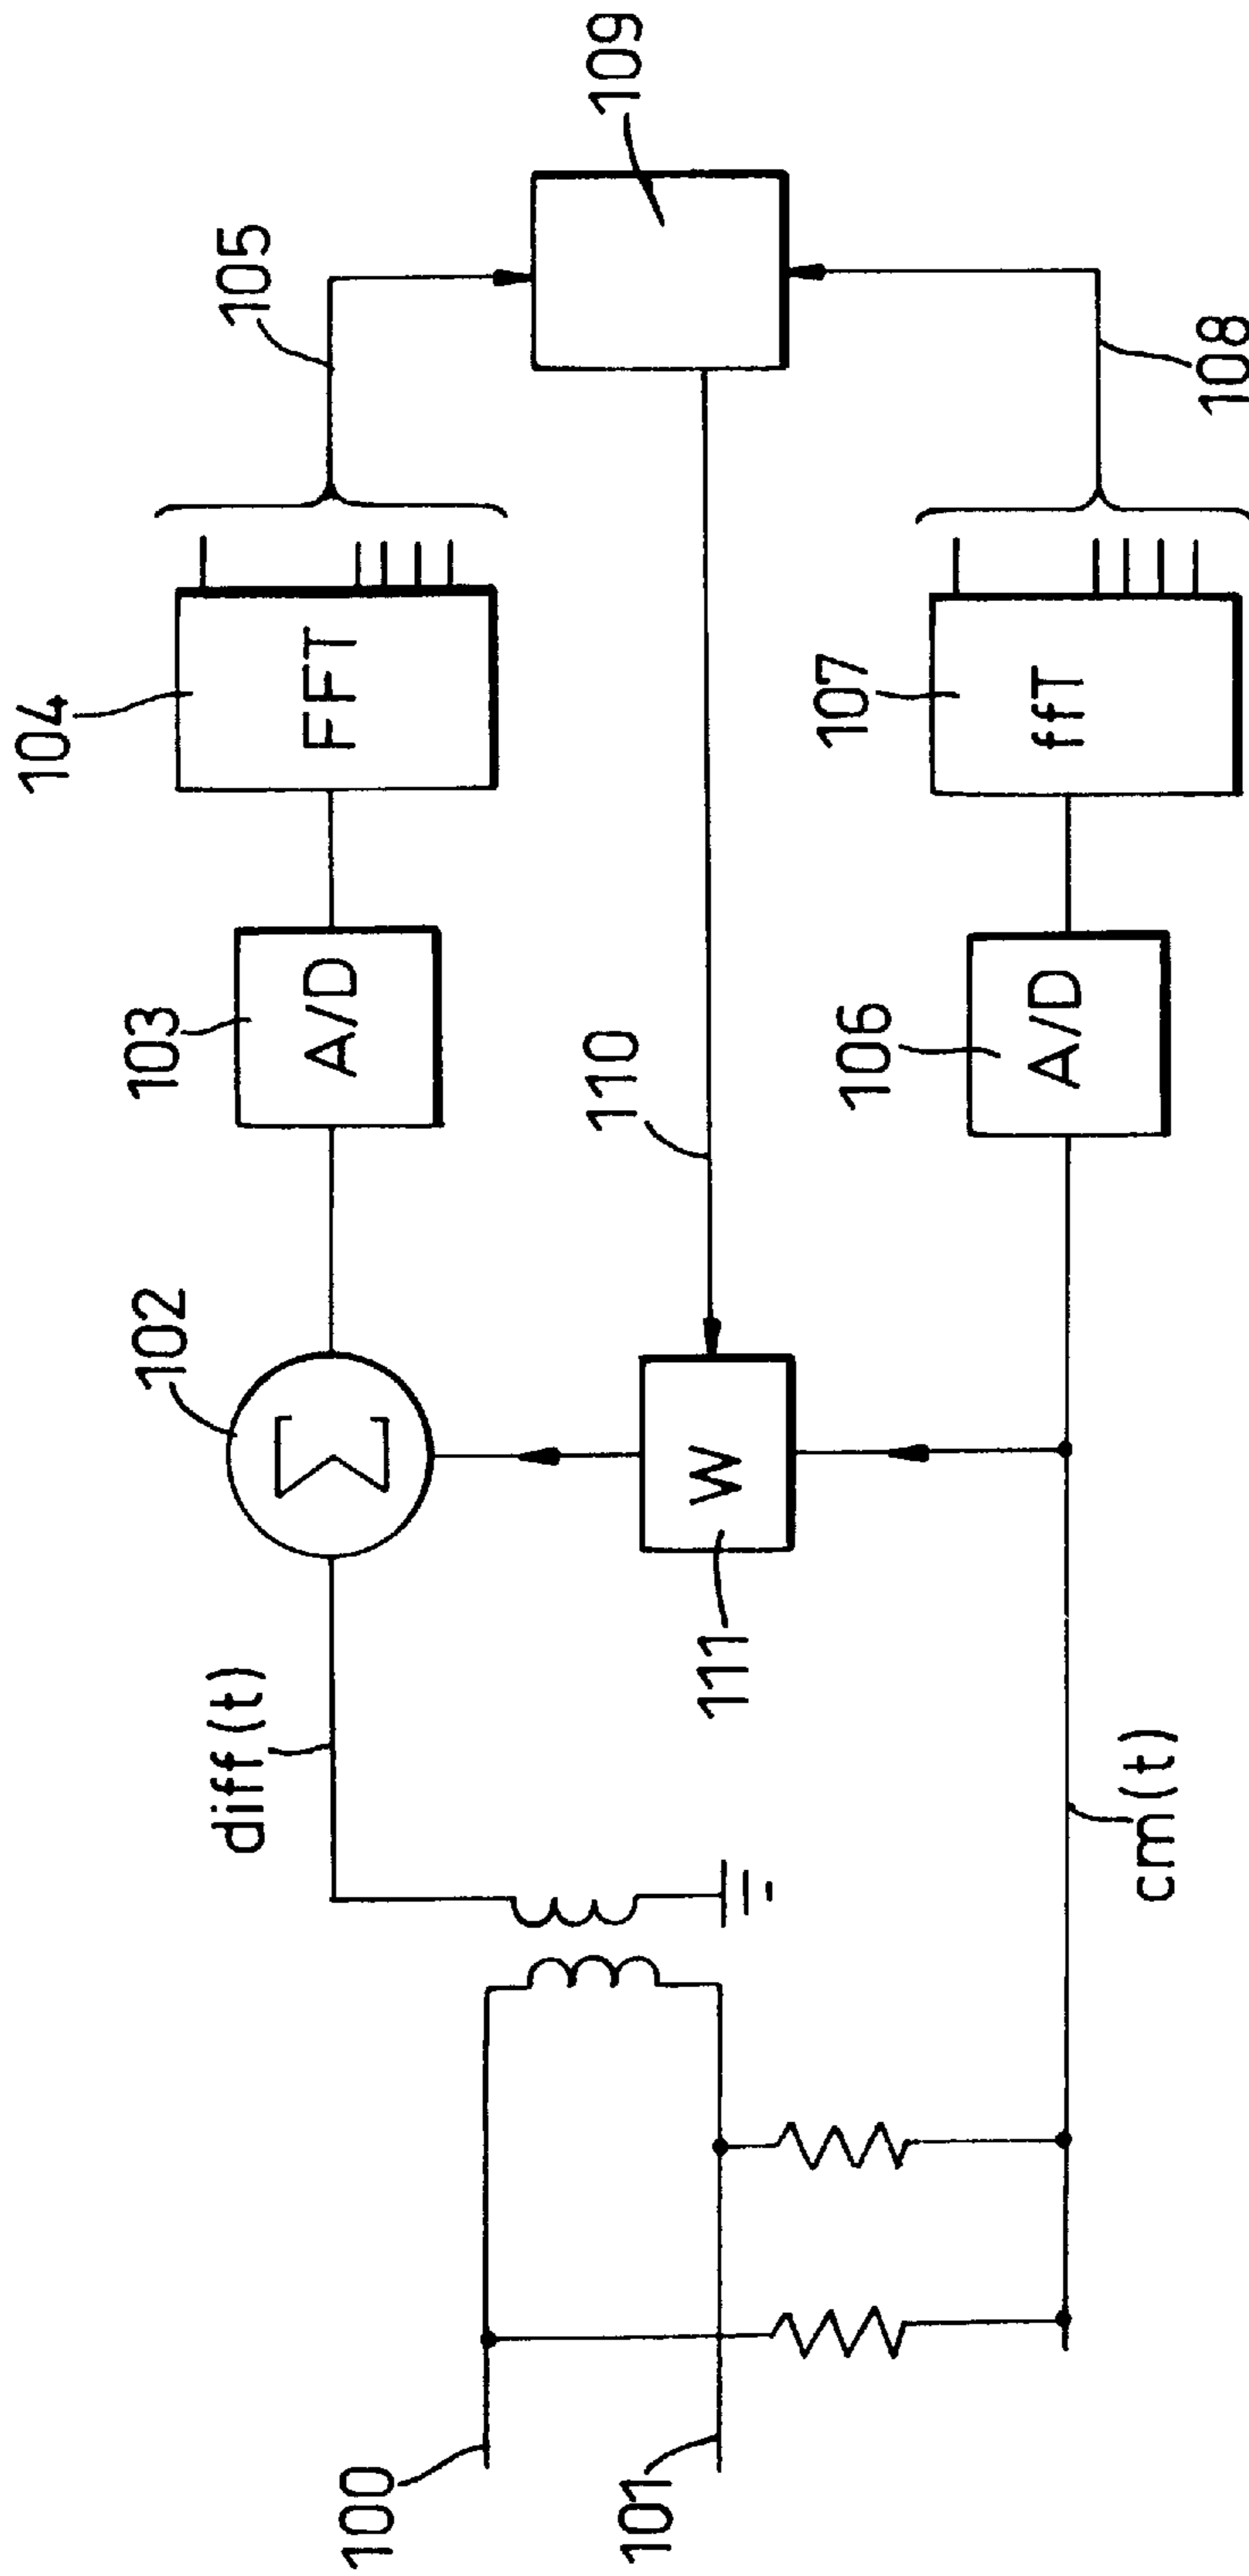 104
FFT
105
109
103
A/D
102
Σ
diff (t)
110
107
ffT
108
106
A/D
W
111
cm (t)
100
101